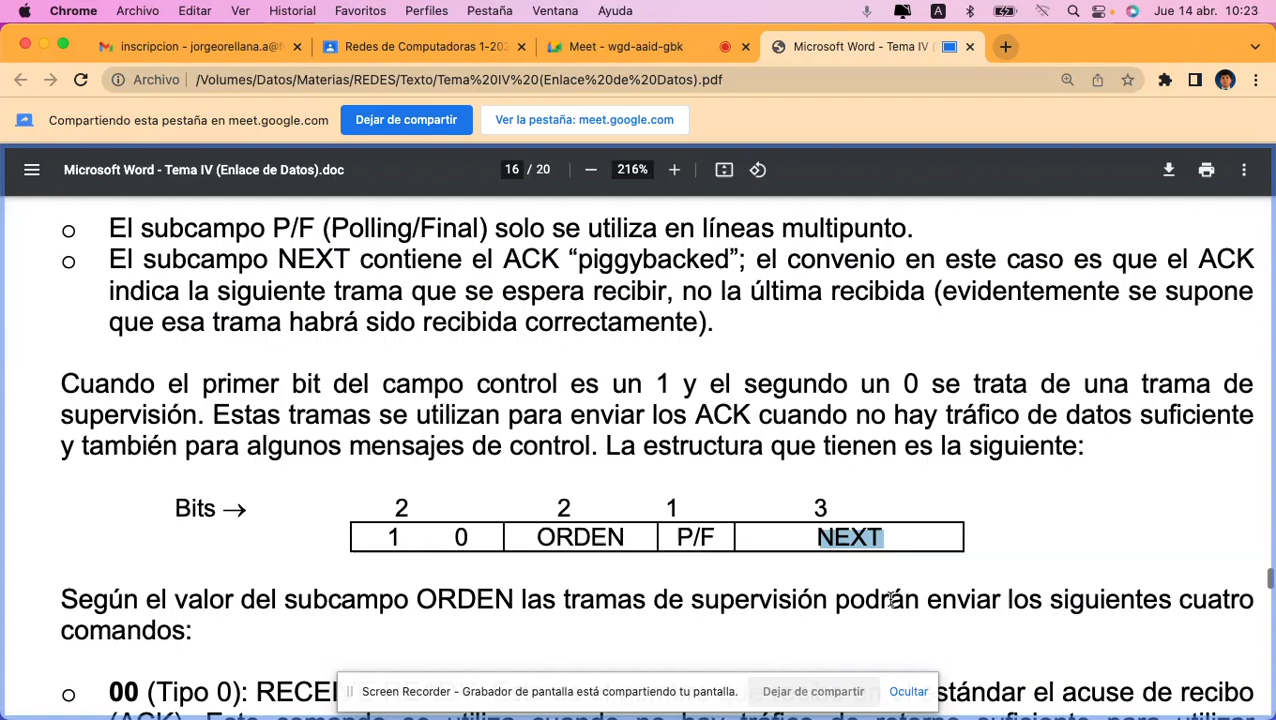 Chrome Archivo Editar Ver Historial Favoritos Perfiles Pestaña Ventana Ayuda A Jue 14 abr. 10:23
inscripcion - jorgeorellana.a@ Redes de Computadoras 1-202 Meet - wgd-aaid-gbk Microsoft Word - Tema IV (
Archivo /Volumes/Datos/Materias/REDES/Texto/Tema%20IV%20(Enlace%20de%20Datos).pdf
Compartiendo esta pestaña en meet.google.com Dejar de compartir Ver la pestaña: meet.google.com
Microsoft Word - Tema IV (Enlace de Datos).doc 16 / 20 216%
o El subcampo P/F (Polling/Final) solo se utiliza en líneas multipunto.
o El subcampo NEXT contiene el ACK “piggybacked”; el convenio en este caso es que el ACK
indica la siguiente trama que se espera recibir, no la última recibida (evidentemente se supone
que esa trama habrá sido recibida correctamente).
Cuando el primer bit del campo control es un 1 y el segundo un 0 se trata de una trama de
supervisión. Estas tramas se utilizan para enviar los ACK cuando no hay tráfico de datos suficiente
y también para algunos mensajes de control. La estructura que tienen es la siguiente:
Bits → 2 2 1 3
1 0 ORDEN P/F NEXT
Según el valor del subcampo ORDEN las tramas de supervisión podrán enviar los siguientes cuatro
comandos:
o 00 (Tipo 0): stándar el acuse de recibo
Screen Recorder - Grabador de pantalla está compartiendo tu pantalla. Dejar de compartir Ocultar